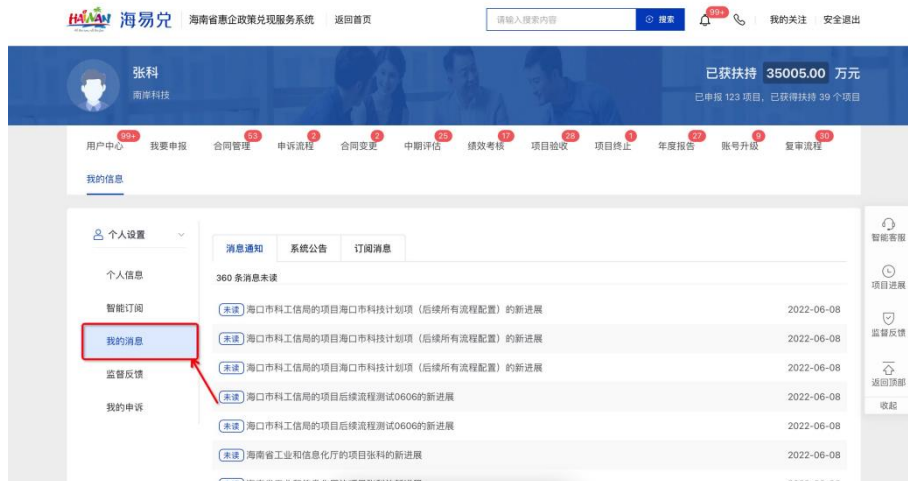 HAINAN 海易兑 海南省惠企政策兑现服务系统 返回首页 请输入搜索内容 搜索 99+ 我的关注 安全退出
张科
南岸科技
已获扶持 35005.00 万元
已申报 123 项目，已获得扶持 39 个项目
99+ 53 2 2 25 17 28 1 27 9 30
用户中心 我要申报 合同管理 申诉流程 合同变更 中期评估 绩效考核 项目验收 项目终止 年度报告 账号升级 复审流程
我的信息
个人设置
个人信息
智能订阅
我的消息
监督反馈
我的申诉
消息通知 系统公告 订阅消息
360 条消息未读
未读 海口市科工信局的项目海口市科技计划项（后续所有流程配置）的新进展 2022-06-08
未读 海口市科工信局的项目海口市科技计划项（后续所有流程配置）的新进展 2022-06-08
未读 海口市科工信局的项目海口市科技计划项（后续所有流程配置）的新进展 2022-06-08
未读 海口市科工信局的项目后续流程测试0606的新进展 2022-06-08
未读 海口市科工信局的项目后续流程测试0606的新进展 2022-06-08
未读 海南省工业和信息化厅的项目张科的新进展 2022-06-08
智能客服
项目进展
监督反馈
返回顶部
收起